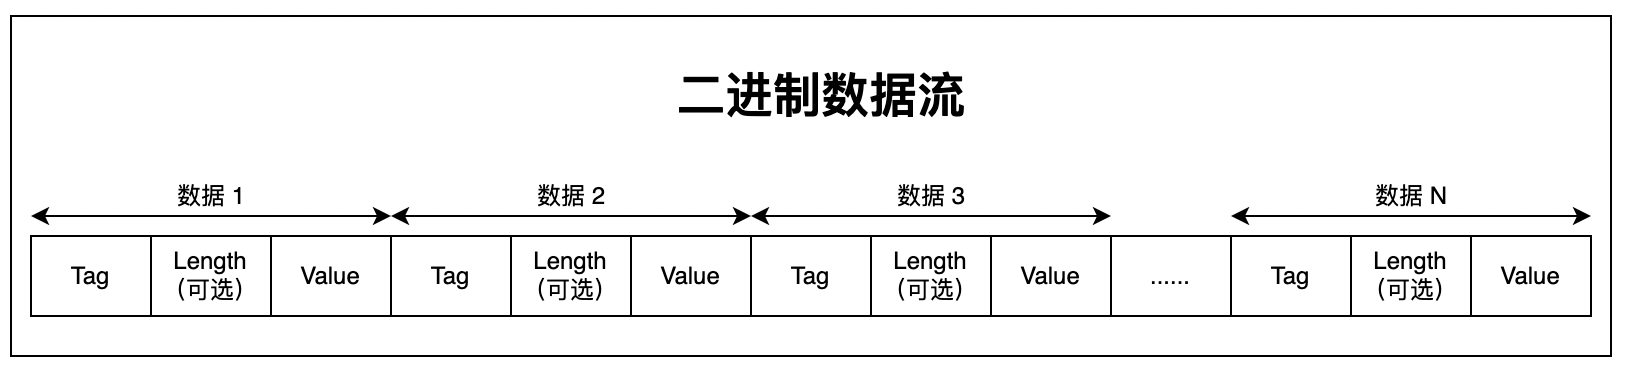 二进制数据流
数据 1
数据 2
数据 3
数据 N
Tag
Length
(可选)
Value
Tag
Length
(可选)
Value
Tag
Length
(可选)
Value
......
Tag
Length
(可选)
Value